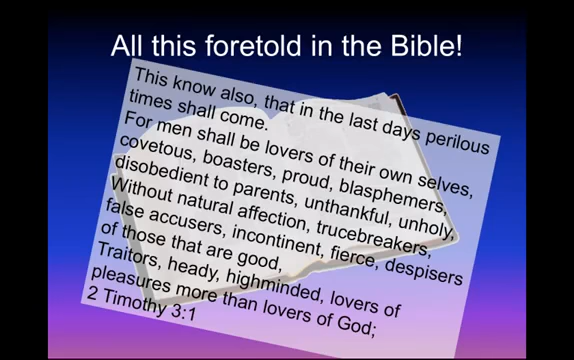 All this foretold in the Bible!
This know also, that in the last days perilous
times shall come.
For men shall be lovers of their own selves,
covetous, boasters, proud, blasphemers,
disobedient to parents, unthankful, unholy,
Without natural affection, trucebreakers,
false accusers, incontinent, fierce, despisers
of those that are good,
Traitors, heady, highminded, lovers of
pleasures more than lovers of God;
2 Timothy 3:1